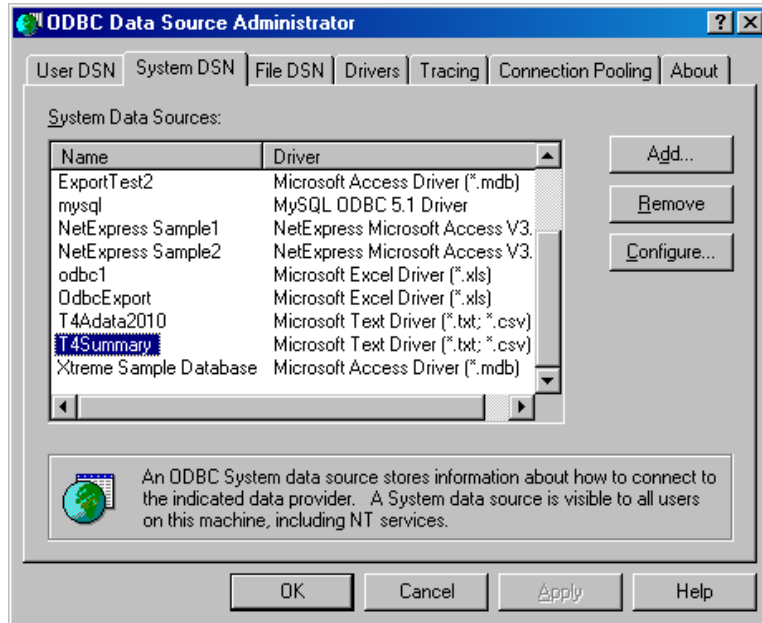 ODBC Data Source Administrator
User DSN System DSN File DSN Drivers Tracing Connection Pooling About
System Data Sources:
Name Driver
ExportTest2 Microsoft Access Driver (*.mdb)
mysql MySQL ODBC 5.1 Driver
NetExpress Sample1 NetExpress Microsoft Access V3.
NetExpress Sample2 NetExpress Microsoft Access V3.
odbc1 Microsoft Excel Driver (*.xls)
OdbcExport Microsoft Excel Driver (*.xls)
T4Adata2010 Microsoft Text Driver (*.txt; *.csv)
T4Summary Microsoft Text Driver (*.txt; *.csv)
Xtreme Sample Database Microsoft Access Driver (*.mdb)
Add...
Remove
Configure...
An ODBC System data source stores information about how to connect to
the indicated data provider. A System data source is visible to all users
on this machine, including NT services.
OK Cancel Apply Help